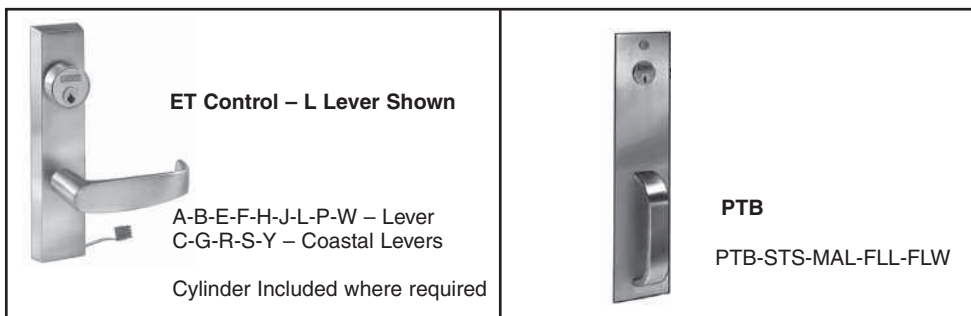 ET Control – L Lever Shown
A-B-E-F-H-J-L-P-W – Lever
C-G-R-S-Y – Coastal Levers
Cylinder Included where required
PTB
PTB-STS-MAL-FLL-FLW